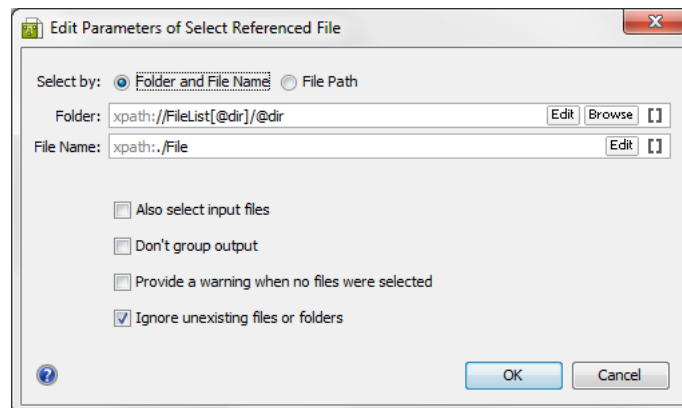 Edit Parameters of Select Referenced File
Select by: Folder and File Name File Path
Folder: xpath://FileList[@dir]/@dir Edit Browse []
File Name: xpath:./File Edit []
Also select input files
Don't group output
Provide a warning when no files were selected
Ignore unexisting files or folders
OK Cancel